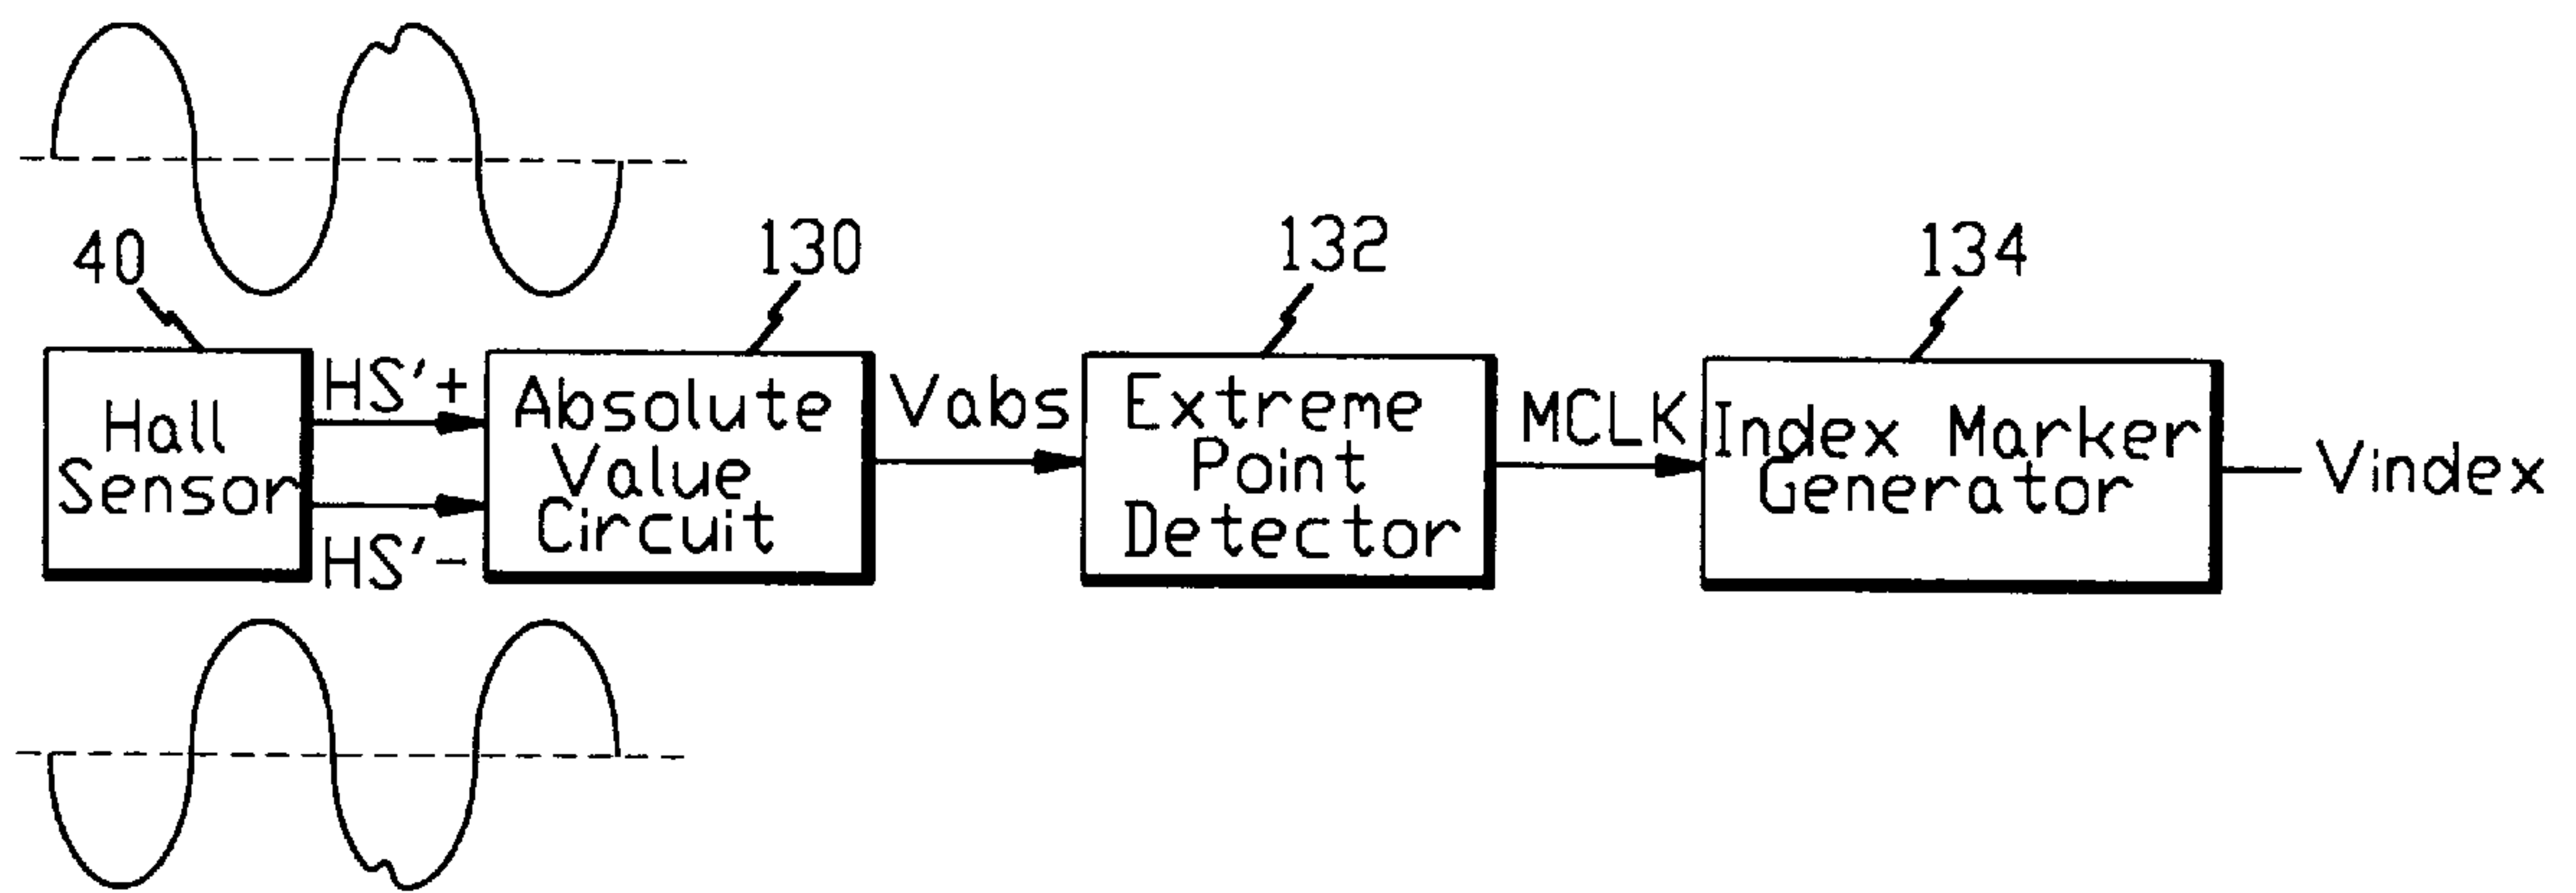 40
130
132
134
Hall
Sensor
HS'+
HS'-
Absolute
Value
Circuit
Vabs
Extreme
Point
Detector
MCLK
Index Marker
Generator
Vindex